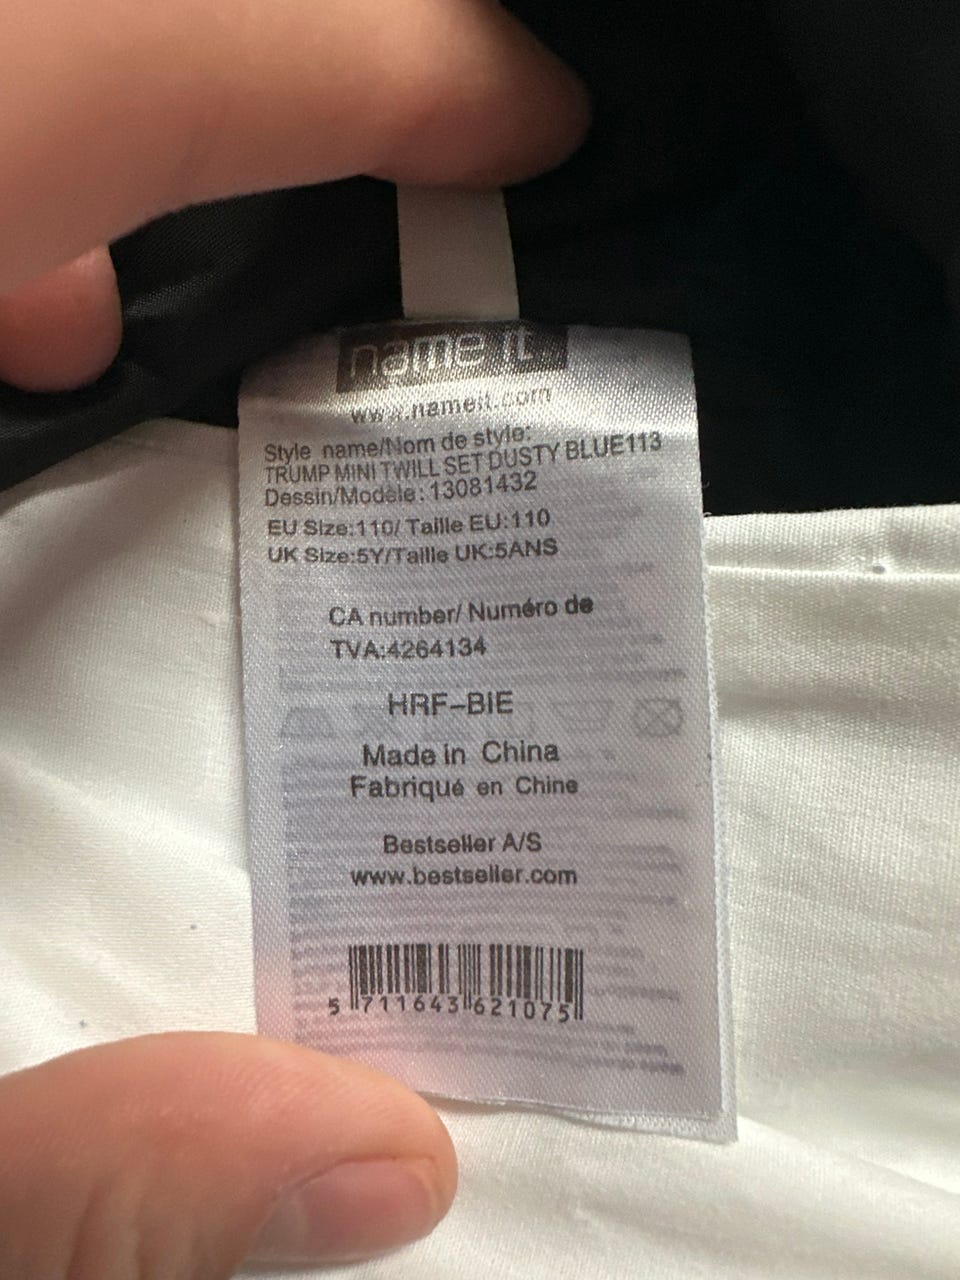 name it
www.nameit.com
Style name/Nom de style:
TRUMP MINI TWILL SET DUSTY BLUE113
Dessin/Modèle:13081432
EU Size:110/ Taille EU:110
UK Size:5Y/Taille UK:5ANS
CA number/ Numéro de
TVA:4264134
HRF-BIE
Made in China
Fabriqué en Chine
Bestseller A/S
www.bestseller.com
5 711643 621075